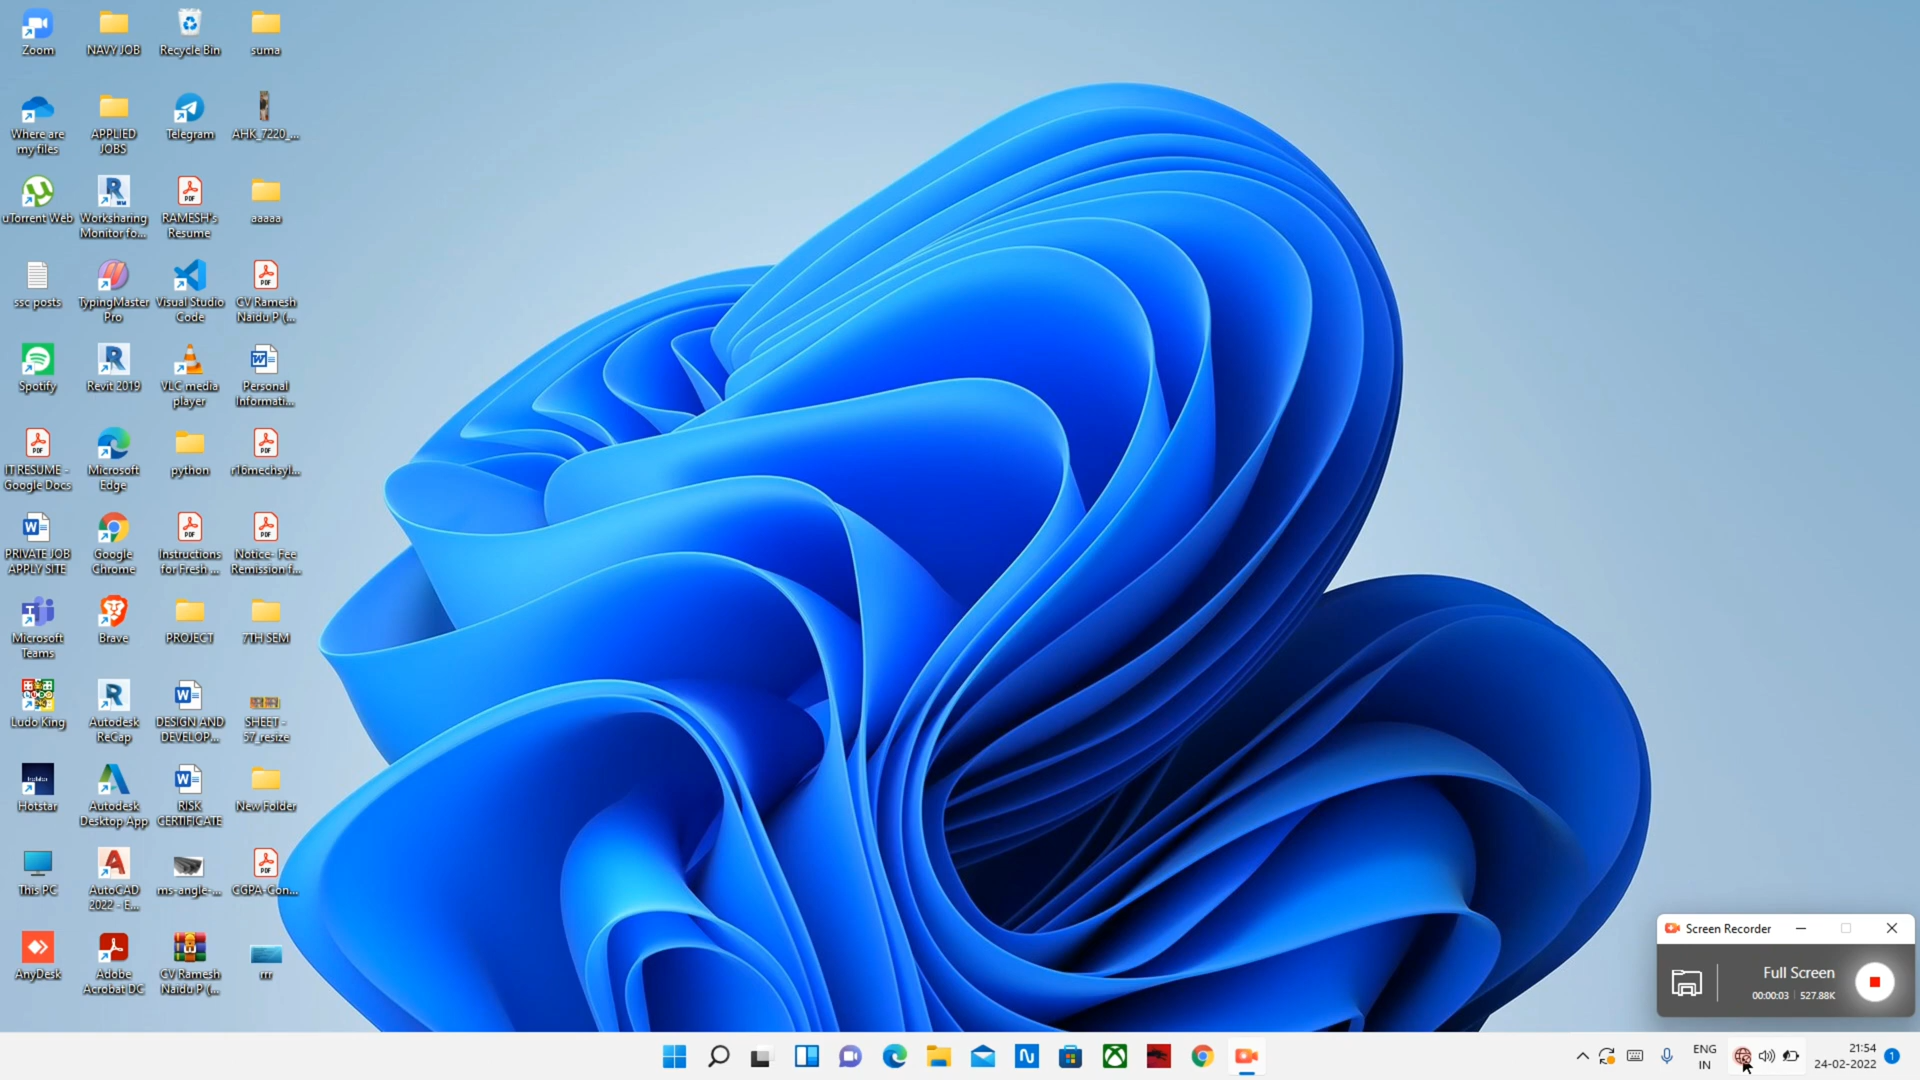 Zoom
NAVY JOB
Recycle Bin
suma
Where are
my files
APPLIED
JOBS
Telegram
AHK_7220_...
uTorrent Web
Worksharing
Monitor fo...
RAMESH's
Resume
aaaaa
ssc posts
TypingMaster
Pro
Visual Studio
Code
CV Ramesh
Naidu P (...
Spotify
Revit 2019
VLC media
player
Personal
Informati...
IT RESUME -
Google Docs
Microsoft
Edge
python
r16mechsyl...
PRIVATE JOB
APPLY SITE
Google
Chrome
Instructions
for Fresh ...
Notice- Fee
Remission f...
Microsoft
Teams
Brave
PROJECT
7TH SEM
Ludo King
Autodesk
ReCap
DESIGN AND
DEVELOP...
SHEET -
57_resize
Hotstar
Autodesk
Desktop App
RISK
CERTIFICATE
New Folder
This PC
AutoCAD
2022 - E...
ms-angle-...
CGPA-Con...
AnyDesk
Adobe
Acrobat DC
CV Ramesh
Naidu P (...
rrr
Screen Recorder
Full Screen
00:00:03 | 527.88K
ENG
IN
21:54
24-02-2022
1